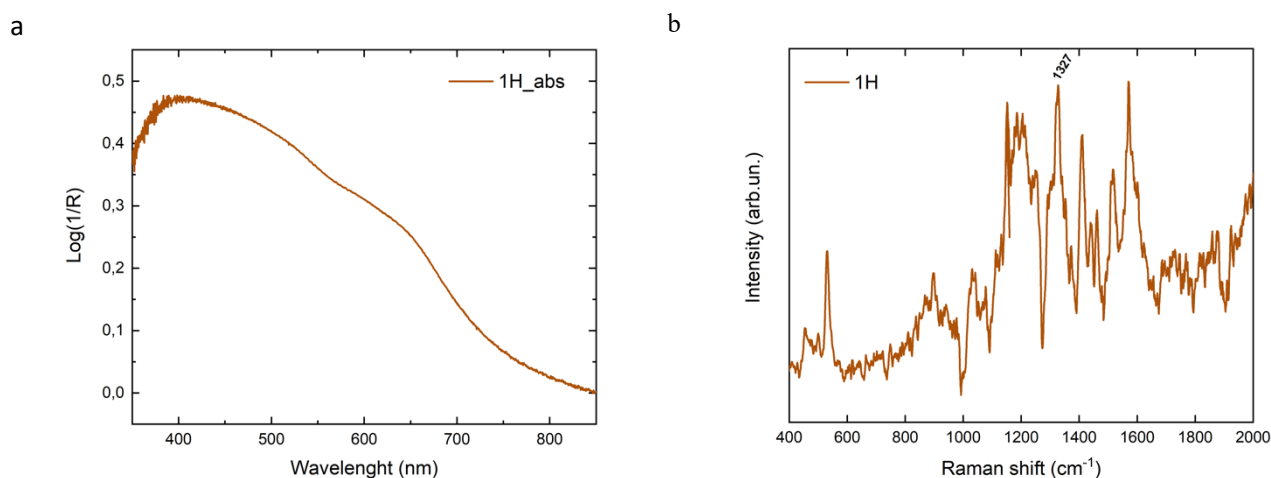 a
1H_abs
0,5
0,4
0,3
0,2
0,1
0,0
Log(1/R)
400 500 600 700 800
Wavelenght (nm)
b
1327
1H
Intensity (arb.un.)
400 600 800 1000 1200 1400 1600 1800 2000
Raman shift (cm⁻¹)